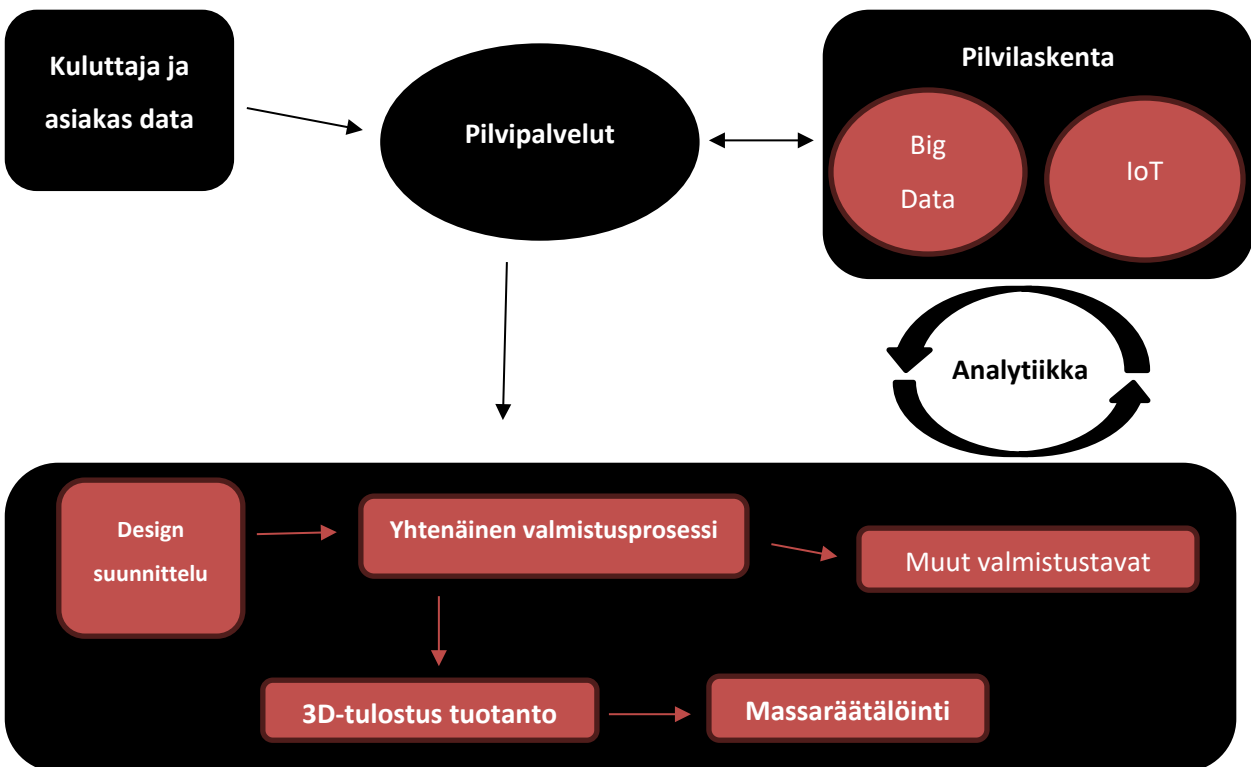 Kuluttaja ja
asiakas data
Pilvipalvelut
Pilvilaskenta
Big
Data
IoT
Analytiikka
Design
suunnittelu
Yhtenäinen valmistusprosessi
Muut valmistustavat
3D-tulostus tuotanto
Massaräätälöinti